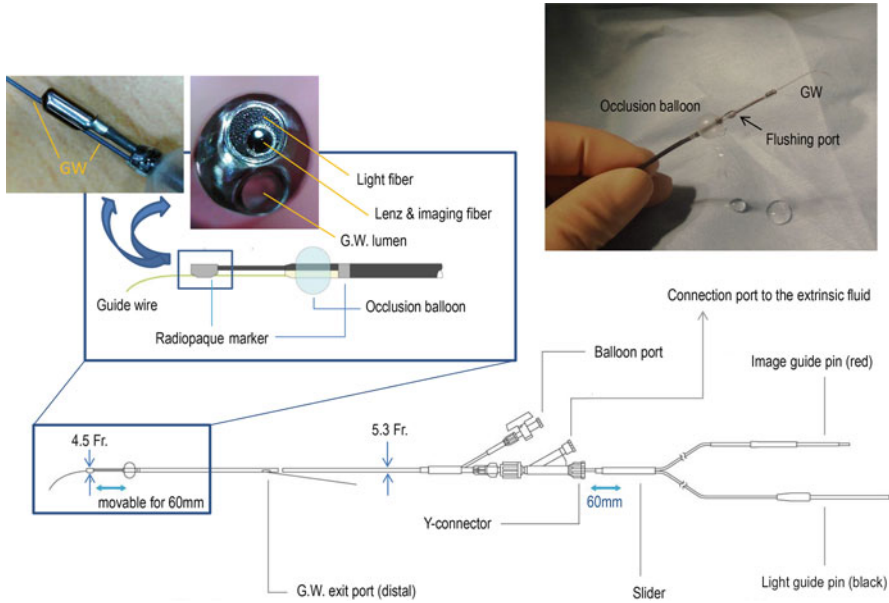 GW
Light fiber
Lenz & imaging fiber
G.W. lumen
Guide wire
Occlusion balloon
Radiopaque marker
Occlusion balloon
GW
Flushing port
Connection port to the extrinsic fluid
Balloon port
Image guide pin (red)
4.5 Fr.
5.3 Fr.
movable for 60mm
60mm
Y-connector
G.W. exit port (distal)
Slider
Light guide pin (black)